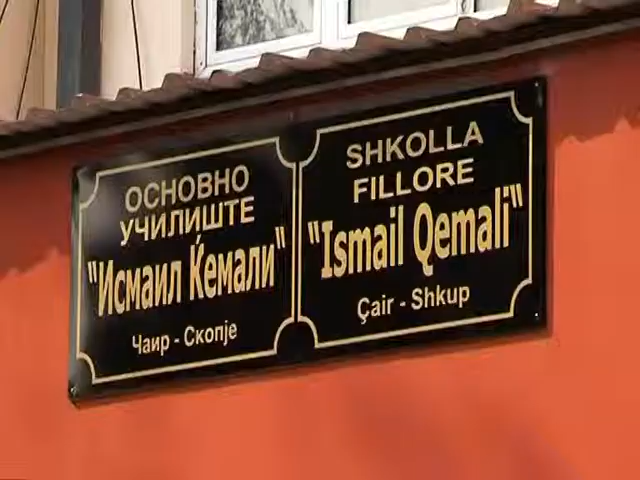 ОСНОВНО
УЧИЛИШТЕ
"Исмаил Ќемали"
Чаир - Скопје
SHKOLLA
FILLORE
"Ismail Qemali"
Çair - Shkup